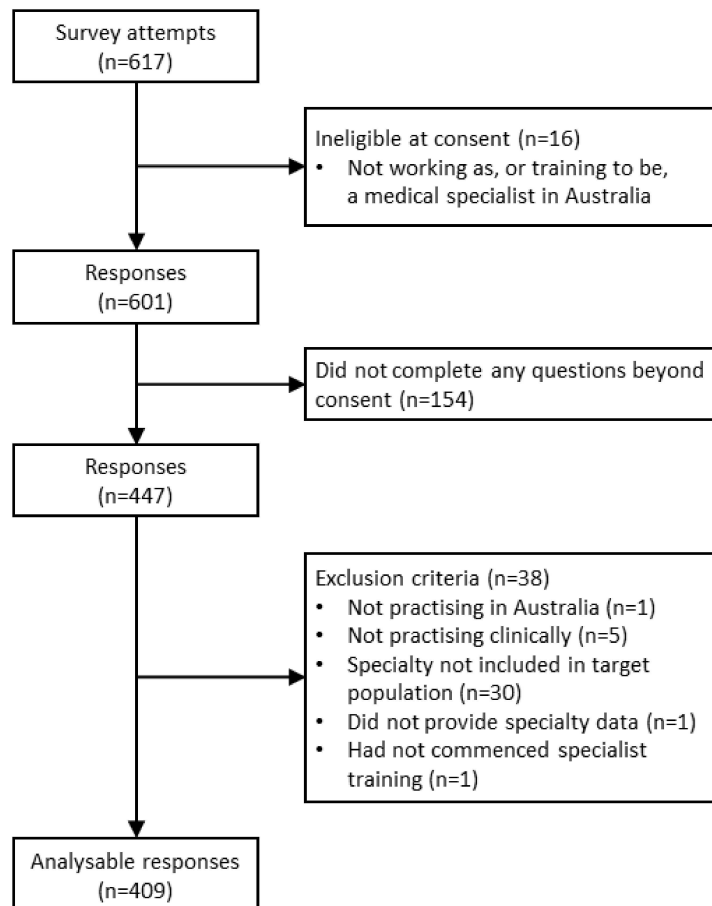 Survey attempts
(n=617)
Ineligible at consent (n=16)
• Not working as, or training to be,
a medical specialist in Australia
Responses
(n=601)
Did not complete any questions beyond
consent (n=154)
Responses
(n=447)
Exclusion criteria (n=38)
• Not practising in Australia (n=1)
• Not practising clinically (n=5)
• Specialty not included in target
population (n=30)
• Did not provide specialty data (n=1)
• Had not commenced specialist
training (n=1)
Analysable responses
(n=409)